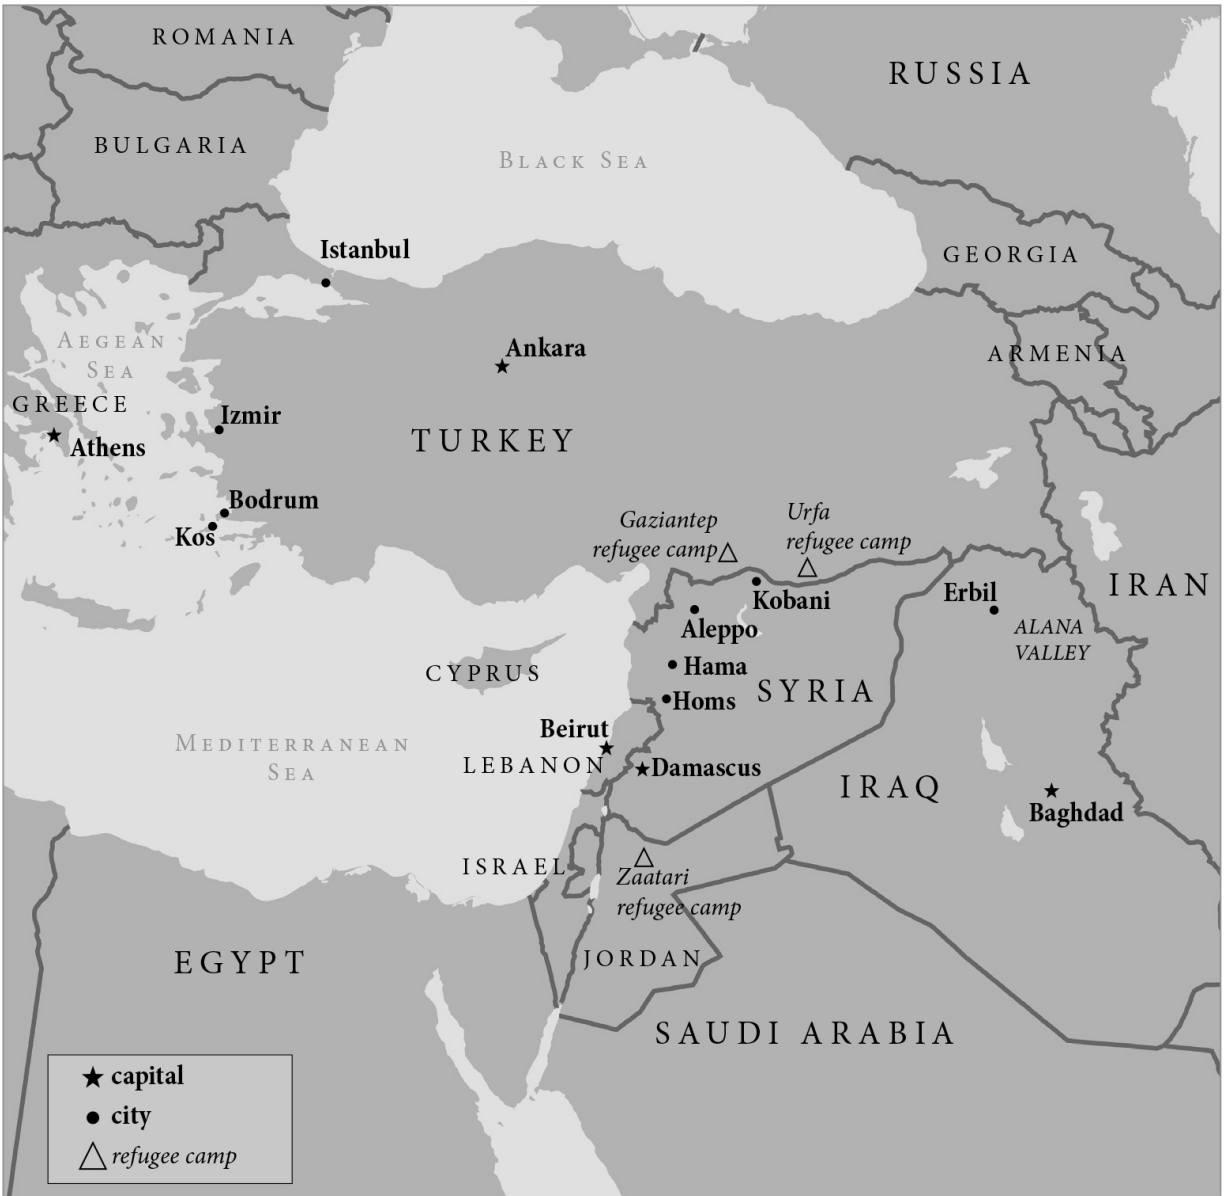 ROMANIA
RUSSIA
BULGARIA
BLACK SEA
Istanbul
GEORGIA
AEGEAN
SEA
Ankara
ARMENIA
GREECE
Izmir
Athens
TURKEY
Bodrum
Kos
Gaziantep
refugee camp
Urfa
refugee camp
Kobani
Erbil
IRAN
Aleppo
ALANA
VALLEY
CYPRUS
Hama
SYRIA
Homs
Beirut
MEDITERRANEAN
SEA
LEBANON
Damascus
IRAQ
Baghdad
ISRAEL
Zaatari
refugee camp
EGYPT
JORDAN
SAUDI ARABIA
capital
city
refugee camp